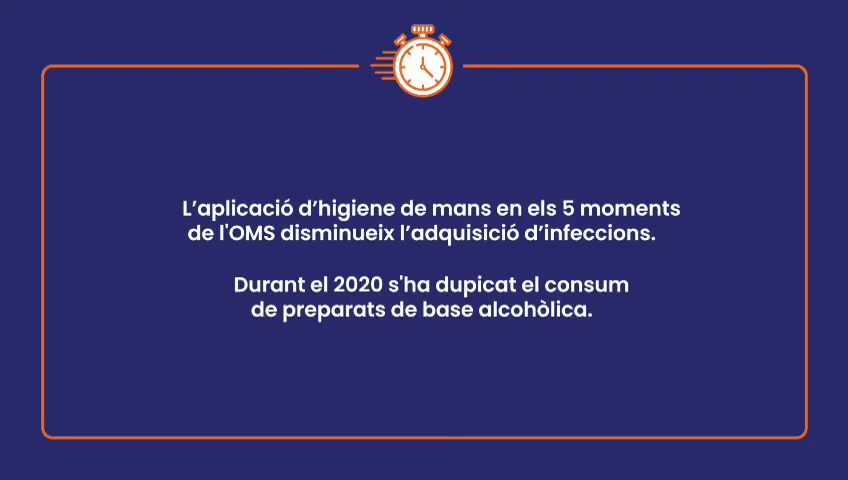 L’aplicació d’higiene de mans en els 5 moments
de l'OMS disminueix l’adquisició d’infeccions.
Durant el 2020 s'ha dupicat el consum
de preparats de base alcohòlica.